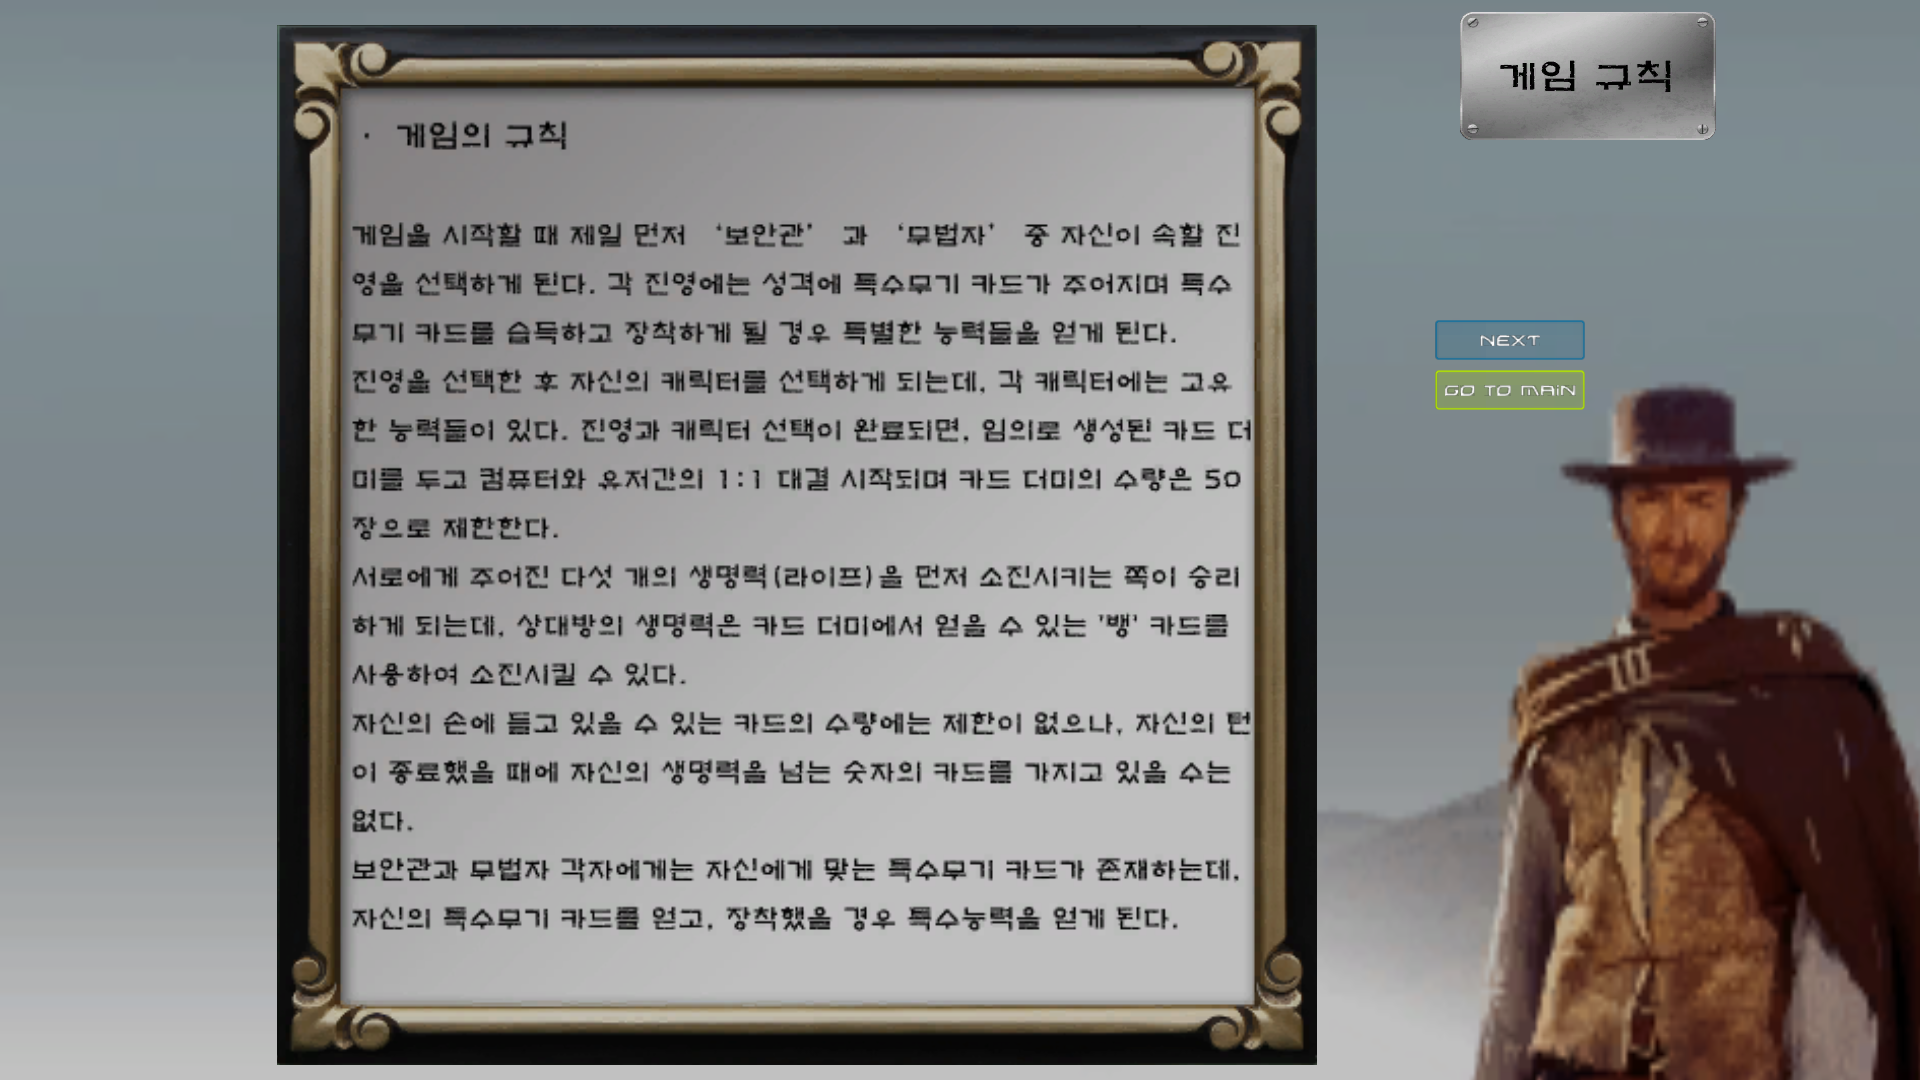 게임 규칙
· 게임의 규칙
게임을 시작할 때 제일 먼저 ‘보안관’ 과 ‘무법자’ 중 자신이 속할 진
영을 선택하게 된다. 각 진영에는 성격에 특수무기 카드가 주어지며 특수
무기 카드를 습득하고 장착하게 될 경우 특별한 능력들을 얻게 된다.
진영을 선택한 후 자신의 캐릭터를 선택하게 되는데, 각 캐릭터에는 고유
한 능력들이 있다. 진영과 캐릭터 선택이 완료되면, 임의로 생성된 카드 더
미를 두고 컴퓨터와 유저간의 1:1 대결 시작되며 카드 더미의 수량은 50
장으로 제한한다.
서로에게 주어진 다섯 개의 생명력(라이프)을 먼저 소진시키는 쪽이 승리
하게 되는데, 상대방의 생명력은 카드 더미에서 얻을 수 있는 '뱅' 카드를
사용하여 소진시킬 수 있다.
자신의 손에 들고 있을 수 있는 카드의 수량에는 제한이 없으나, 자신의 턴
이 종료했을 때에 자신의 생명력을 넘는 숫자의 카드를 가지고 있을 수는
없다.
보안관과 무법자 각자에게는 자신에게 맞는 특수무기 카드가 존재하는데,
자신의 특수무기 카드를 얻고, 장착했을 경우 특수능력을 얻게 된다.
NEXT
GO TO MAiN